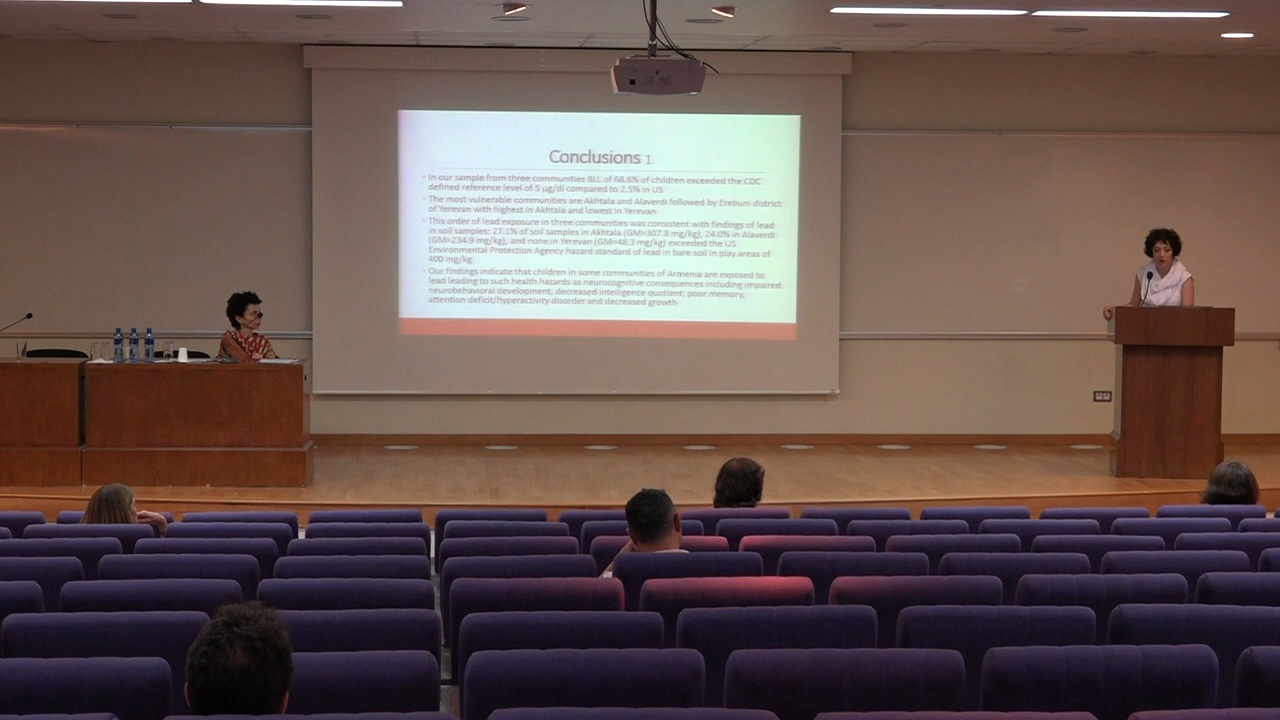 Conclusions 1
In our sample from three communities BLL of 68.6% of children exceeded the CDC
defined reference level of 5 µg/dl compared to 2.5% in US
The most vulnerable communities are Akhtala and Alaverdi followed by Erebuni district
of Yerevan with highest in Akhtala and lowest in Yerevan
This order of lead exposure in three communities was consistent with findings of lead
in soil samples: 27.1% of soil samples in Akhtala (GM=307.8 mg/kg), 24.0% in Alaverdi
(GM=234.9 mg/kg), and none in Yerevan (GM=48.3 mg/kg) exceeded the US
Environmental Protection Agency hazard standard of lead in bare soil in play areas of
400 mg/kg
Our findings indicate that children in some communities of Armenia are exposed to
lead leading to such health hazards as neurocognitive consequences including impaired
neurobehavioral development, decreased intelligence quotient, poor memory,
attention deficit/hyperactivity disorder and decreased growth